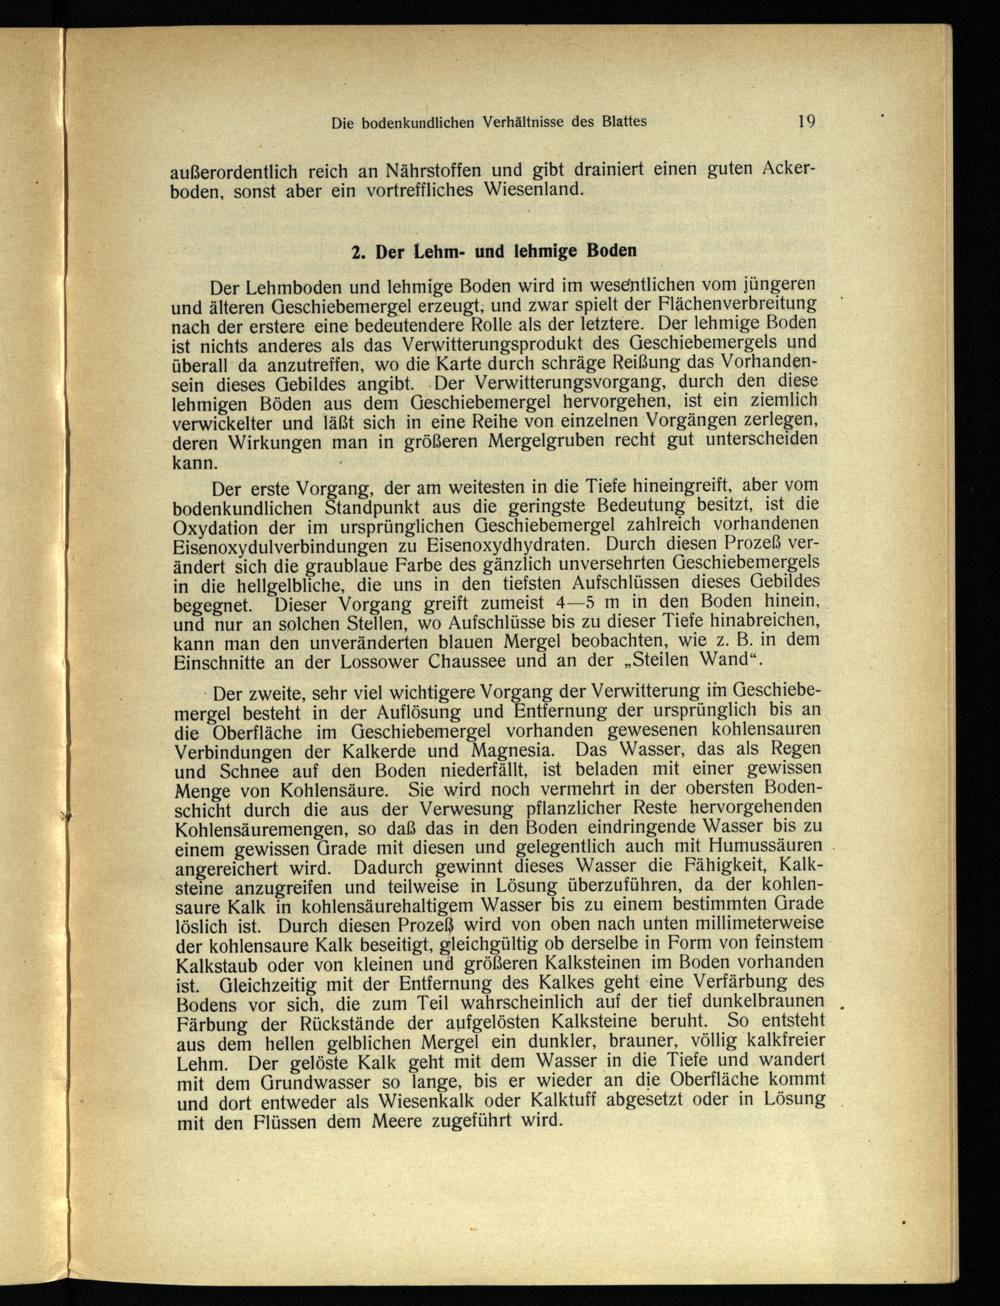 Die bodenkundlichen Verhältnisse des Blattes 19
außerordentlich reich an Nährstoffen und gibt drainiert einen guten Acker-
boden, sonst aber ein vortreffliches Wiesenland.
2. Der Lehm- und lehmige Boden
Der Lehmboden und lehmige Boden wird im wesentlichen vom jüngeren
und älteren Geschiebemergel erzeugt, und zwar spielt der Flächenverbreitung
nach der erstere eine bedeutendere Rolle als der letztere. Der lehmige Boden
ist nichts anderes als das Verwitterungsprodukt des Geschiebemergels und
überall da anzutreffen, wo die Karte durch schräge Reißung das Vorhanden-
sein dieses Gebildes angibt. Der Verwitterungsvorgang, durch den diese
lehmigen Böden aus dem Geschiebemergel hervorgehen, ist ein ziemlich
verwickelter und läßt sich in eine Reihe von einzelnen Vorgängen zerlegen,
deren Wirkungen man in größeren Mergelgruben recht gut unterscheiden
kann.
Der erste Vorgang, der am weitesten in die Tiefe hineingreift, aber vom
bodenkundlichen Standpunkt aus die geringste Bedeutung besitzt, ist die
Oxydation der im ursprünglichen Geschiebemergel zahlreich vorhandenen
Eisenoxydulverbindungen zu Eisenoxydhydraten. Durch diesen Prozeß ver-
ändert sich die graublaue Farbe des gänzlich unversehrten Geschiebemergels
in die hellgelbliche, die uns in den tiefsten Aufschlüssen dieses Gebildes
begegnet. Dieser Vorgang greift zumeist 4—5 m in den Boden hinein,
und nur an solchen Stellen, wo Aufschlüsse bis zu dieser Tiefe hinabreichen,
kann man den unveränderten blauen Mergel beobachten, wie z. B. in dem
Einschnitte an der Lossower Chaussee und an der „Steilen Wand“.
Der zweite, sehr viel wichtigere Vorgang der Verwitterung im Geschiebe-
mergel besteht in der Auflösung und Entfernung der ursprünglich bis an
die Oberfläche im Geschiebemergel vorhanden gewesenen kohlensauren
Verbindungen der Kalkerde und Magnesia. Das Wasser, das als Regen
und Schnee auf den Boden niederfällt, ist beladen mit einer gewissen
Menge von Kohlensäure. Sie wird noch vermehrt in der obersten Boden-
schicht durch die aus der Verwesung pflanzlicher Reste hervorgehenden
Kohlensäuremengen, so daß das in den Boden eindringende Wasser bis zu
einem gewissen Grade mit diesen und gelegentlich auch mit Humussäuren
angereichert wird. Dadurch gewinnt dieses Wasser die Fähigkeit, Kalk-
steine anzugreifen und teilweise in Lösung überzuführen, da der kohlen-
saure Kalk in kohlensäurehaltigem Wasser bis zu einem bestimmten Grade
löslich ist. Durch diesen Prozeß wird von oben nach unten millimeterweise
der kohlensaure Kalk beseitigt, gleichgültig ob derselbe in Form von feinstem
Kalkstaub oder von kleinen und größeren Kalksteinen im Boden vorhanden
ist. Gleichzeitig mit der Entfernung des Kalkes geht eine Verfärbung des
Bodens vor sich, die zum Teil wahrscheinlich auf der tief dunkelbraunen
Färbung der Rückstände der aufgelösten Kalksteine beruht. So entsteht
aus dem hellen gelblichen Mergel ein dunkler, brauner, völlig kalkfreier
Lehm. Der gelöste Kalk geht mit dem Wasser in die Tiefe und wandert
mit dem Grundwasser so lange, bis er wieder an die Oberfläche kommt
und dort entweder als Wiesenkalk oder Kalktuff abgesetzt oder in Lösung
mit den Flüssen dem Meere zugeführt wird.